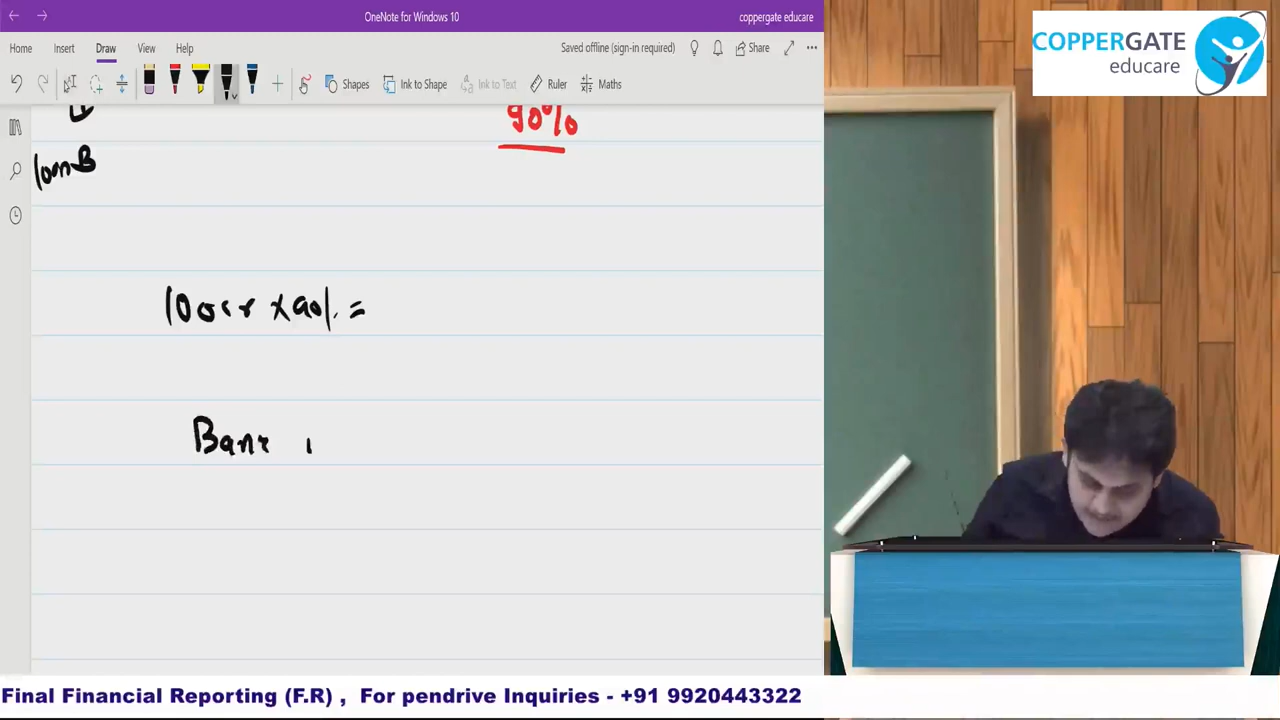 OneNote for Windows 10
coppergate educare
Home Insert Draw View Help
Saved offline (sign-in required)
Share
Shapes
Ink to Shape
Ink to Text
Ruler
Maths
COPPERGATE
educare
90%
100cr x 90% =
Bank
Final Financial Reporting (F.R) , For pendrive Inquiries - +91 9920443322